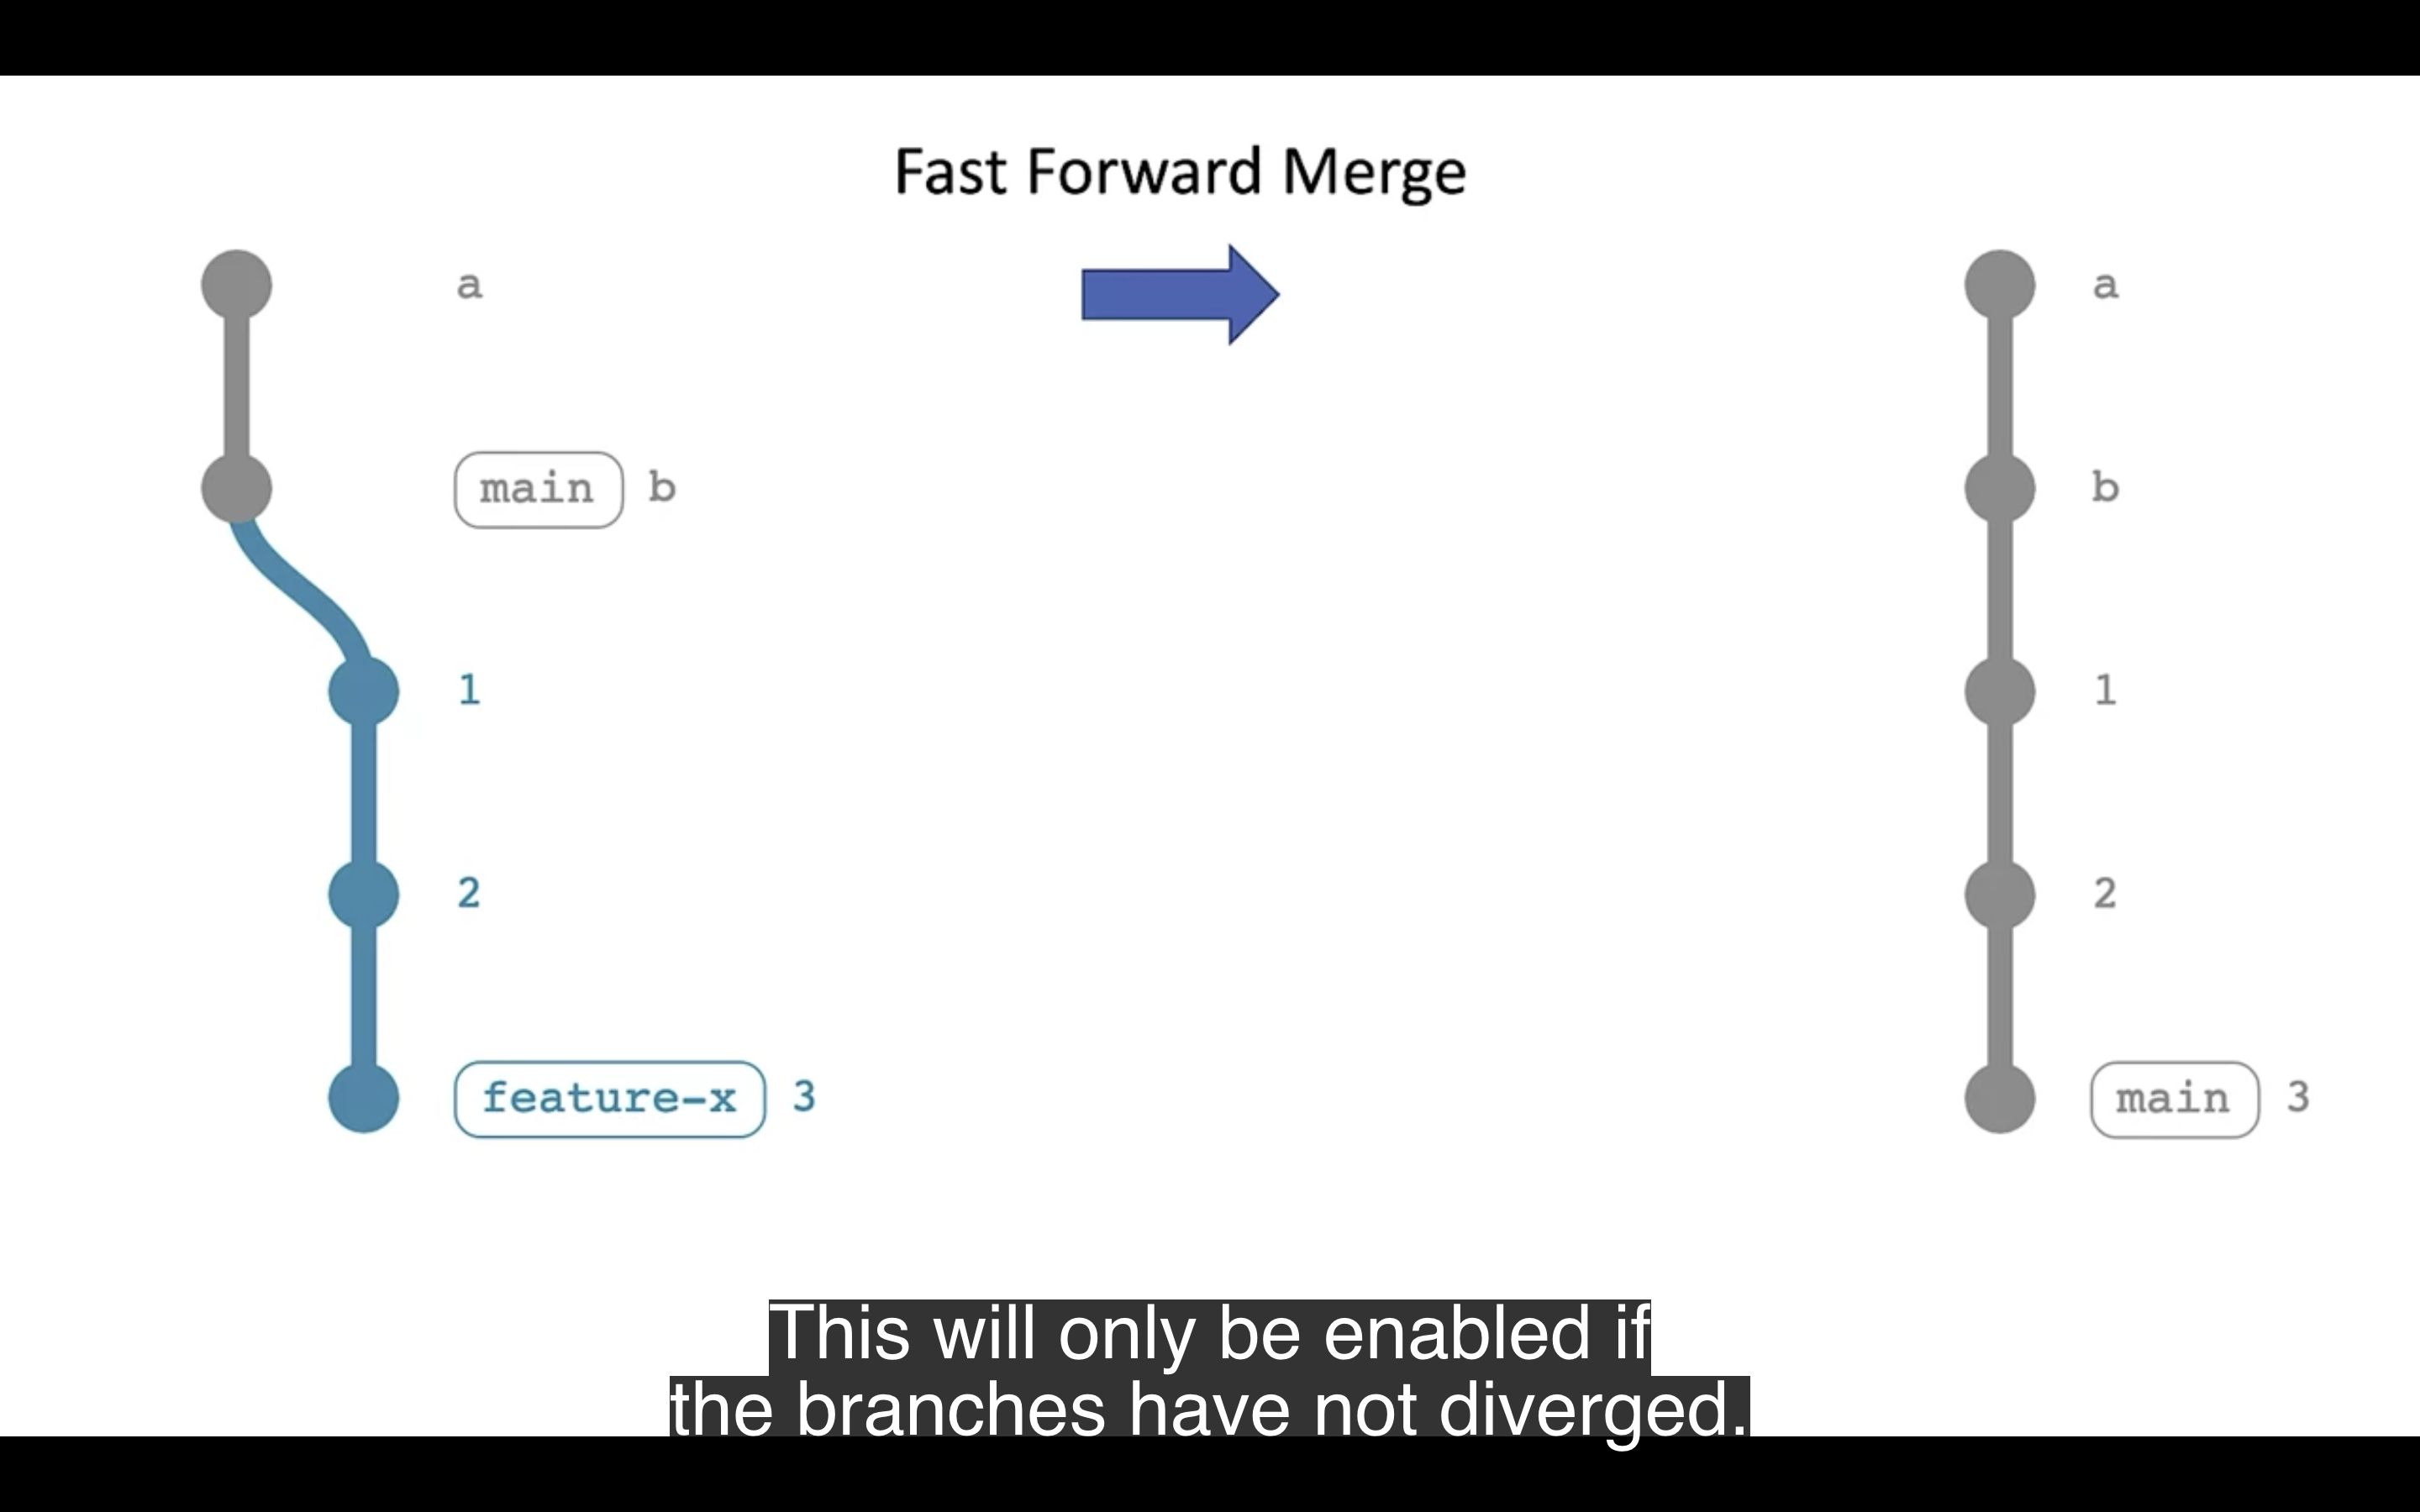 Fast Forward Merge
a
main b
1
2
feature-x 3
a
b
1
2
main 3
This will only be enabled if
the branches have not diverged.